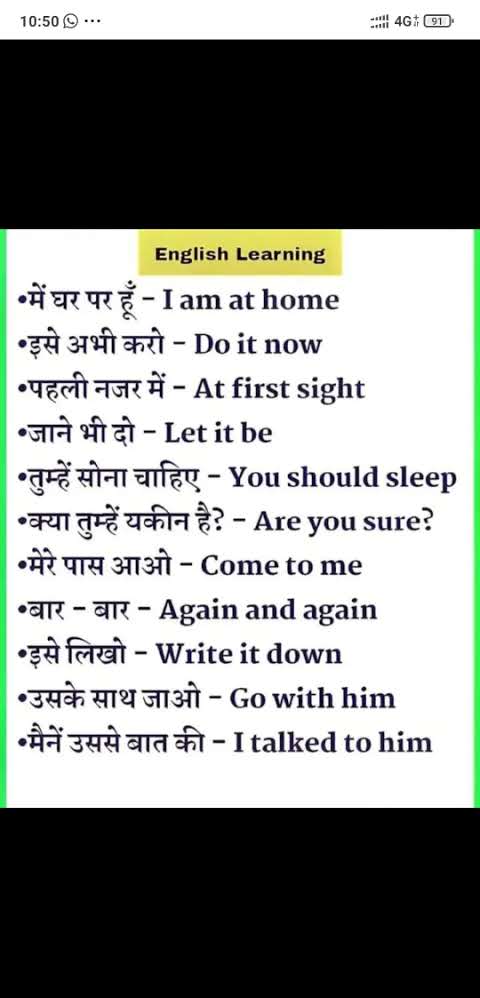 10:50
4G
91
English Learning
•में घर पर हूँ – I am at home
•इसे अभी करो – Do it now
•पहली नजर में – At first sight
•जाने भी दो – Let it be
•तुम्हें सोना चाहिए – You should sleep
•क्या तुम्हें यकीन है? – Are you sure?
•मेरे पास आओ – Come to me
•बार – बार – Again and again
•इसे लिखो – Write it down
•उसके साथ जाओ – Go with him
•मैनें उससे बात की – I talked to him